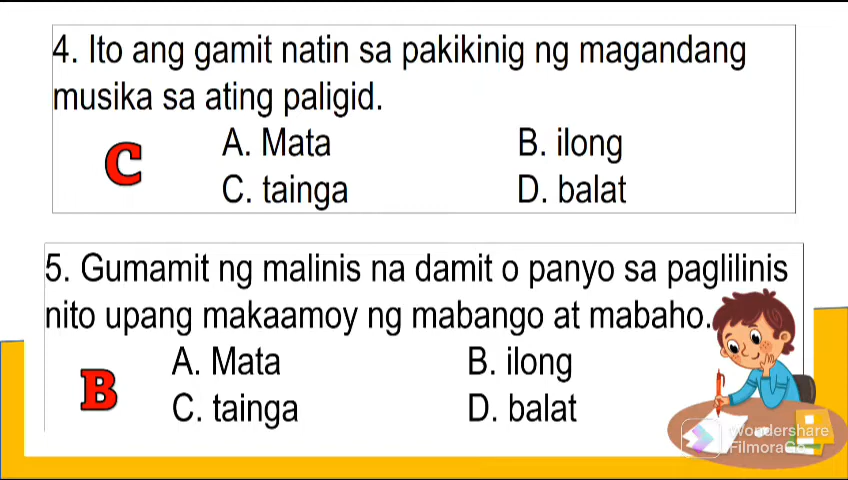 4. Ito ang gamit natin sa pakikinig ng magandang
musika sa ating paligid.
C
A. Mata B. ilong
C. tainga D. balat
5. Gumamit ng malinis na damit o panyo sa paglilinis
nito upang makaamoy ng mabango at mabaho.
B
A. Mata B. ilong
C. tainga D. balat
Wondershare
FilmoraGo